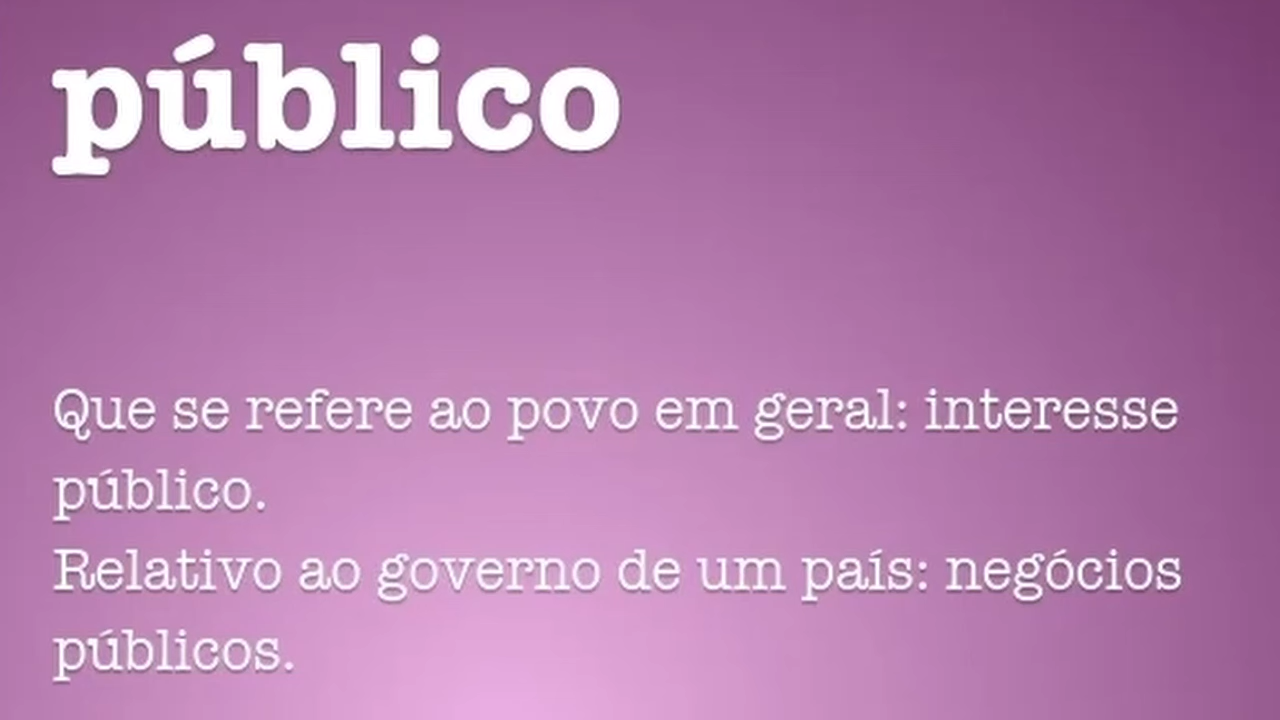 público
Que se refere ao povo em geral: interesse
público.
Relativo ao governo de um país: negócios
públicos.